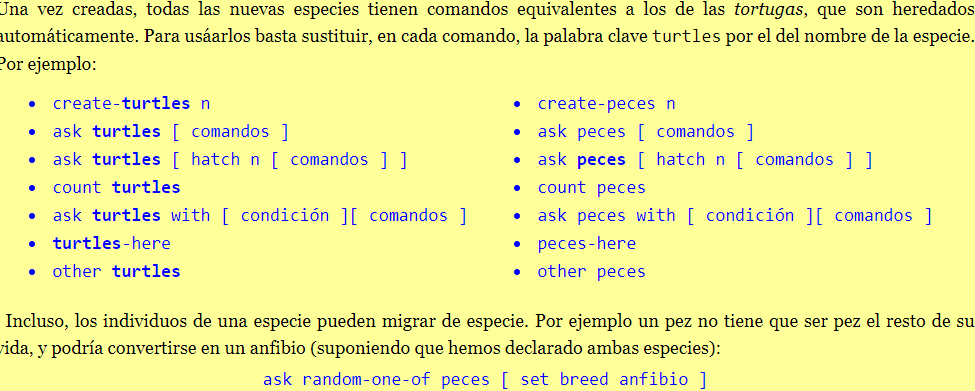 Una vez creadas, todas las nuevas especies tienen comandos equivalentes a los de las tortugas, que son heredados
automáticamente. Para usáarlos basta sustituir, en cada comando, la palabra clave turtles por el del nombre de la especie.
Por ejemplo:
• create-turtles n
• ask turtles [ comandos ]
• ask turtles [ hatch n [ comandos ] ]
• count turtles
• ask turtles with [ condición ][ comandos ]
• turtles-here
• other turtles
• create-peces n
• ask peces [ comandos ]
• ask peces [ hatch n [ comandos ] ]
• count peces
• ask peces with [ condición ][ comandos ]
• peces-here
• other peces
Incluso, los individuos de una especie pueden migrar de especie. Por ejemplo un pez no tiene que ser pez el resto de su
vida, y podría convertirse en un anfibio (suponiendo que hemos declarado ambas especies):
ask random-one-of peces [ set breed anfibio ]